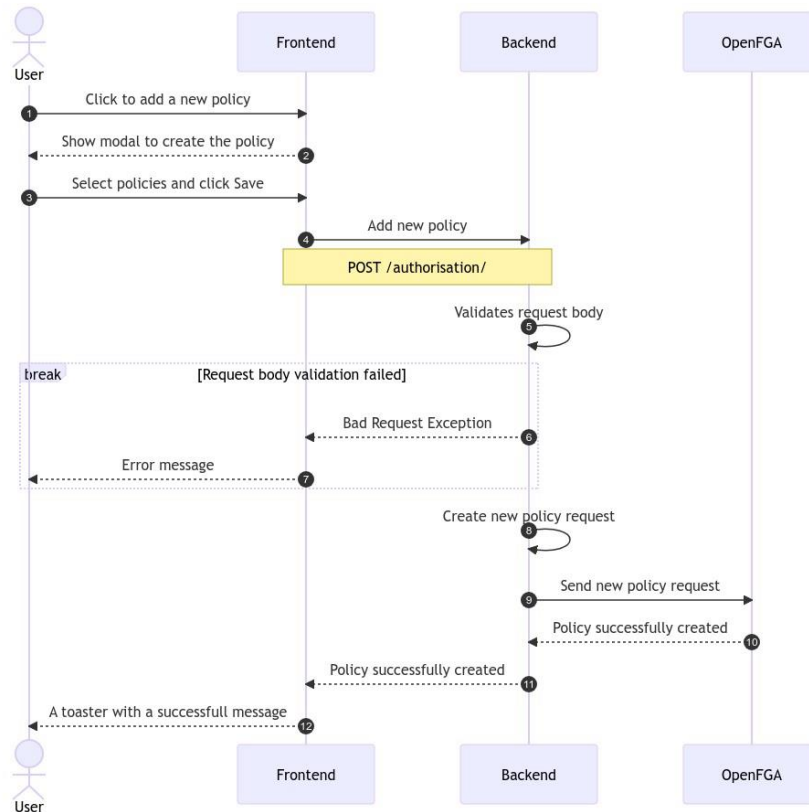 User
Frontend
Backend
OpenFGA
1
Click to add a new policy
Show modal to create the policy
2
3
Select policies and click Save
4
Add new policy
POST /authorisation/
Validates request body
5
break
[Request body validation failed]
Bad Request Exception
6
Error message
7
Create new policy request
8
9
Send new policy request
Policy successfully created
10
Policy successfully created
11
A toaster with a successfull message
12
User
Frontend
Backend
OpenFGA